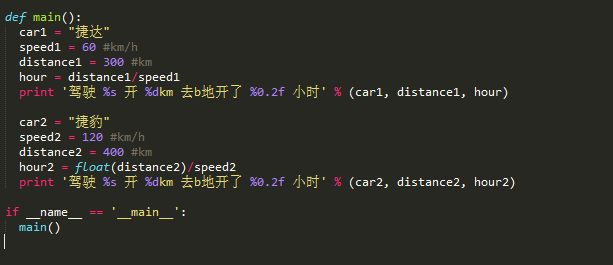 def main():
  car1 = "捷达"
  speed1 = 60 #km/h
  distance1 = 300 #km
  hour = distance1/speed1
  print '驾驶 %s 开 %dkm 去b地开了 %0.2f 小时' % (car1, distance1, hour)

  car2 = "捷豹"
  speed2 = 120 #km/h
  distance2 = 400 #km
  hour2 = float(distance2)/speed2
  print '驾驶 %s 开 %dkm 去b地开了 %0.2f 小时' % (car2, distance2, hour2)

if __name__ == '__main__':
  main()